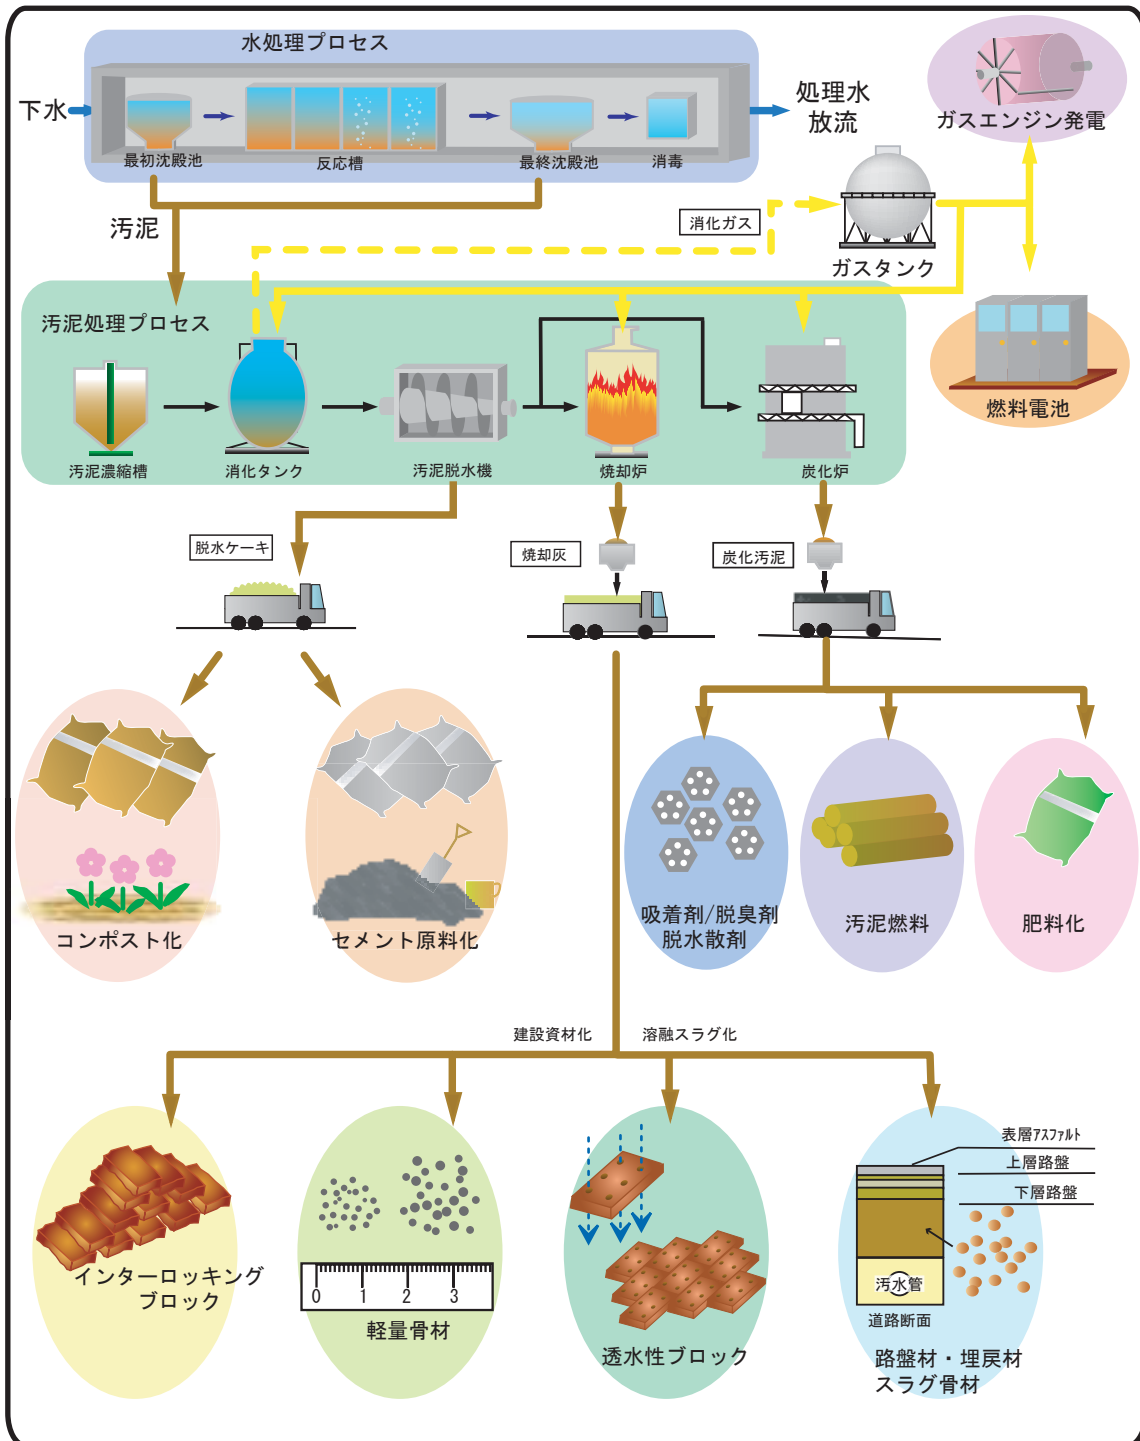 水処理プロセス
下水
最初沈殿池
反応槽
最終沈殿池
消毒
処理水
放流
ガスエンジン発電
汚泥
消化ガス
ガスタンク
燃料電池
汚泥処理プロセス
汚泥濃縮槽
消化タンク
汚泥脱水機
焼却炉
炭化炉
脱水ケーキ
焼却灰
炭化汚泥
コンポスト化
セメント原料化
吸着剤/脱臭剤
脱水散剤
汚泥燃料
肥料化
建設資材化
溶融スラグ化
インターロッキング
ブロック
0 1 2 3
軽量骨材
透水性ブロック
表層アスファルト
上層路盤
下層路盤
汚水管
道路断面
路盤材・埋戻材
スラグ骨材